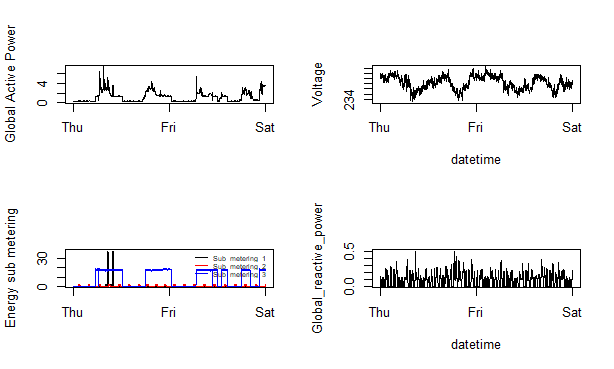 Global Active Power
0 4
Thu Fri Sat
Voltage
234
Thu Fri Sat
datetime
Energy sub metering
0 30
Sub_metering_1
Sub_metering_2
Sub_metering_3
Thu Fri Sat
Global_reactive_power
0.0 0.5
Thu Fri Sat
datetime